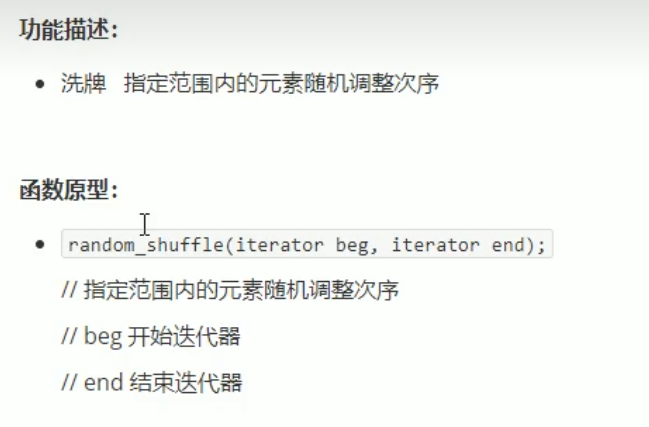 功能描述：
• 洗牌 指定范围内的元素随机调整次序
函数原型：
• random_shuffle(iterator beg, iterator end);
// 指定范围内的元素随机调整次序
// beg 开始迭代器
// end 结束迭代器